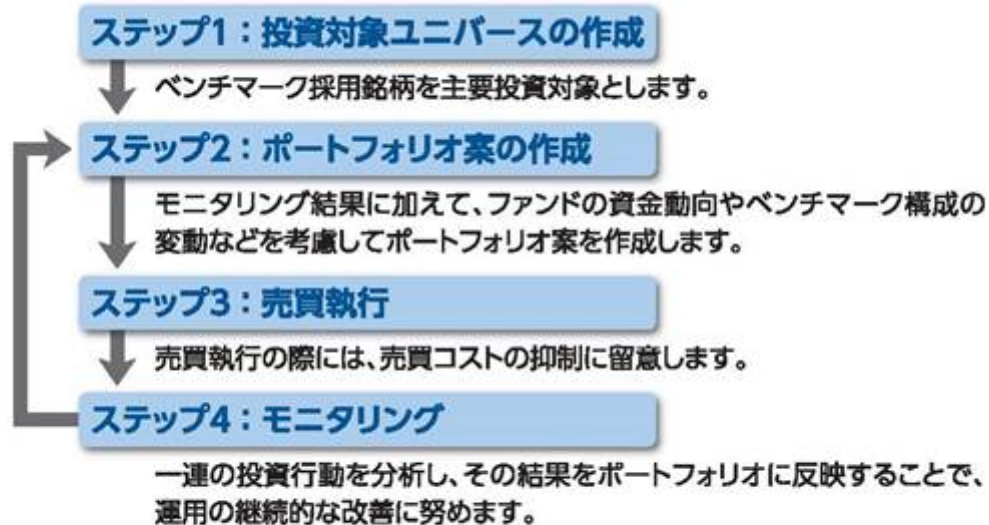 ステップ1：投資対象ユニバースの作成
ベンチマーク採用銘柄を主要投資対象とします。
ステップ2：ポートフォリオ案の作成
モニタリング結果に加えて、ファンドの資金動向やベンチマーク構成の
変動などを考慮してポートフォリオ案を作成します。
ステップ3：売買執行
売買執行の際には、売買コストの抑制に留意します。
ステップ4：モニタリング
一連の投資行動を分析し、その結果をポートフォリオに反映することで、
運用の継続的な改善に努めます。